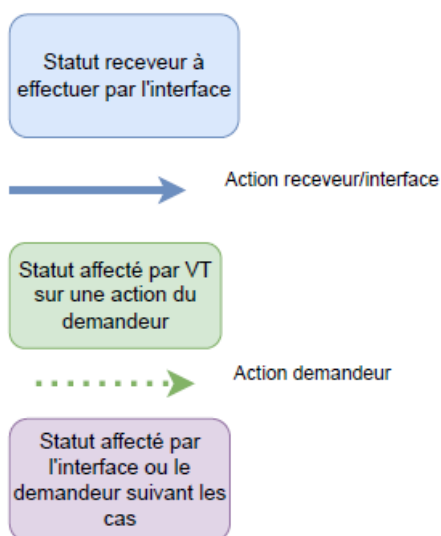 Statut receveur à
effectuer par l'interface
Action receveur/interface
Statut affecté par VT
sur une action du
demandeur
Action demandeur
Statut affecté par
l'interface ou le
demandeur suivant les
cas